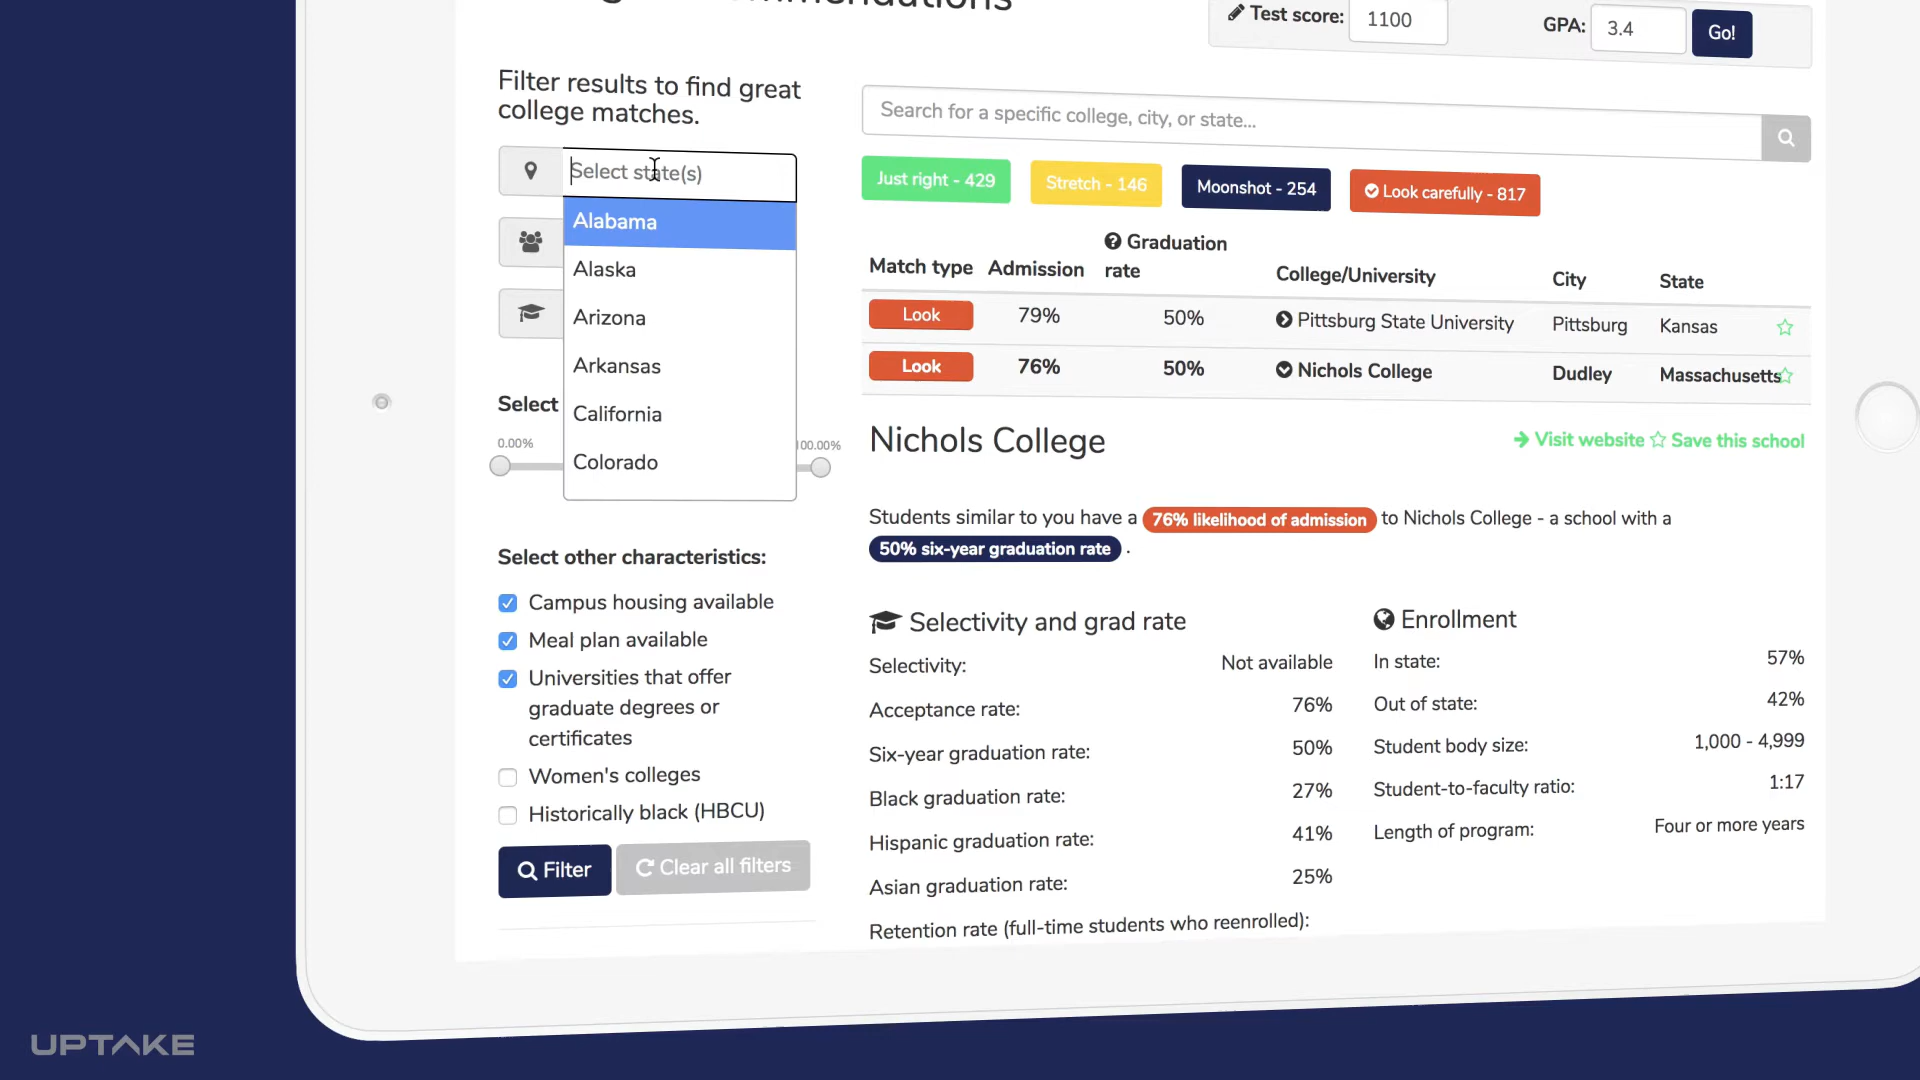 Test score:
1100
GPA:
3.4
Go!
Filter results to find great
college matches.
Search for a specific college, city, or state...
Select state(s)
Alabama
Alaska
Arizona
Arkansas
California
Colorado
Select
0.00%
00.00%
Select other characteristics:
Campus housing available
Meal plan available
Universities that offer
graduate degrees or
certificates
Women's colleges
Historically black (HBCU)
Filter
Clear all filters
Just right - 429
Stretch - 146
Moonshot - 254
Look carefully - 817
Match type
Admission
Graduation
rate
College/University
City
State
Look
79%
50%
Pittsburg State University
Pittsburg
Kansas
Look
76%
50%
Nichols College
Dudley
Massachusetts
Nichols College
Visit website
Save this school
Students similar to you have a 76% likelihood of admission to Nichols College - a school with a
50% six-year graduation rate .
Selectivity and grad rate
Selectivity: Not available
Acceptance rate: 76%
Six-year graduation rate: 50%
Black graduation rate: 27%
Hispanic graduation rate: 41%
Asian graduation rate: 25%
Retention rate (full-time students who reenrolled):
Enrollment
In state: 57%
Out of state: 42%
Student body size: 1,000 - 4,999
Student-to-faculty ratio: 1:17
Length of program: Four or more years
UPTAKE